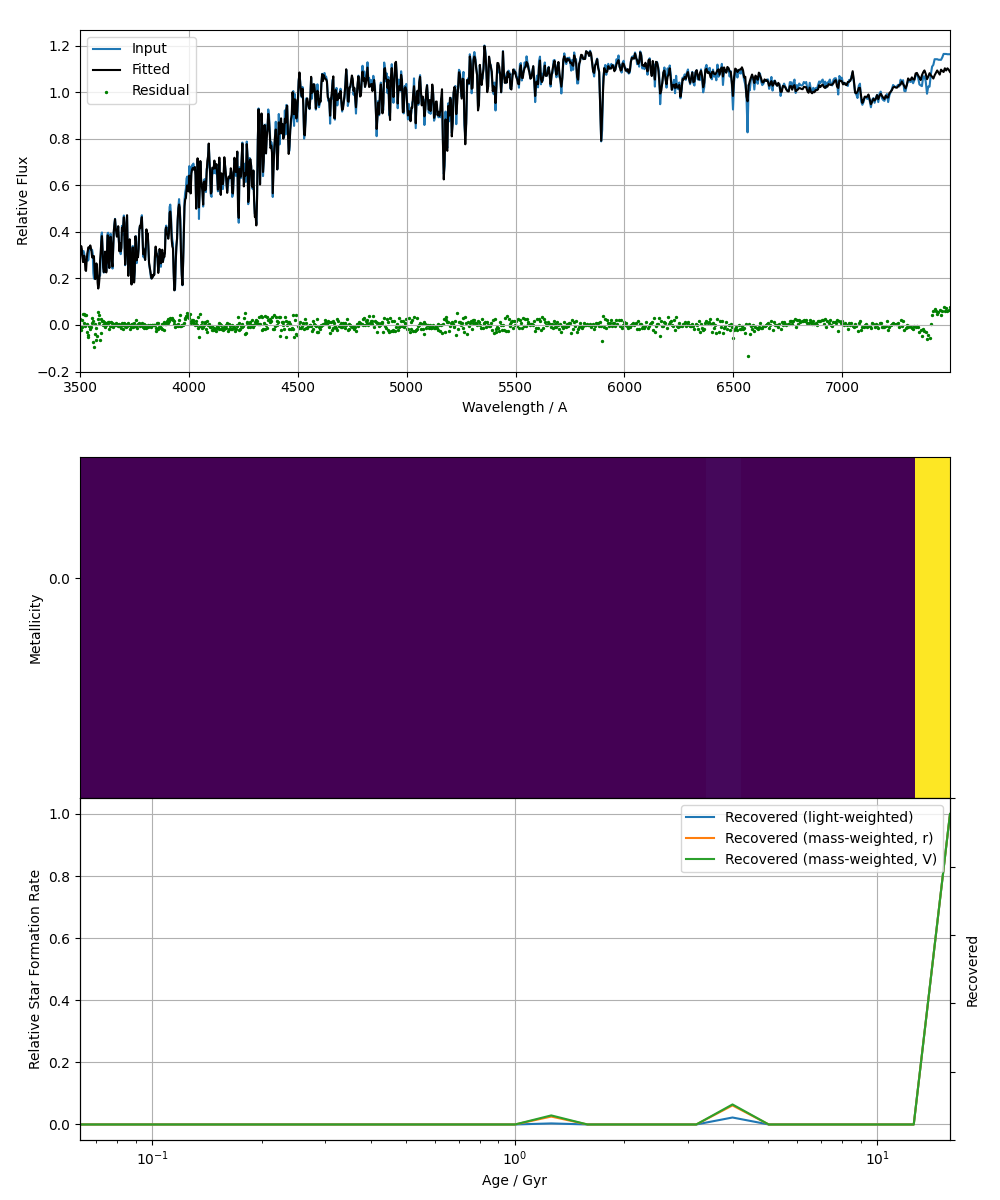 1.2
1.0
0.8
0.6
0.4
0.2
0.0
−0.2
Relative Flux
Input
Fitted
Residual
3500 4000 4500 5000 5500 6000 6500 7000
Wavelength / A
0.0
Metallicity
1.0
0.8
0.6
0.4
0.2
0.0
Relative Star Formation Rate
Recovered (light-weighted)
Recovered (mass-weighted, r)
Recovered (mass-weighted, V)
Recovered
10⁻¹ 10⁰ 10¹
Age / Gyr